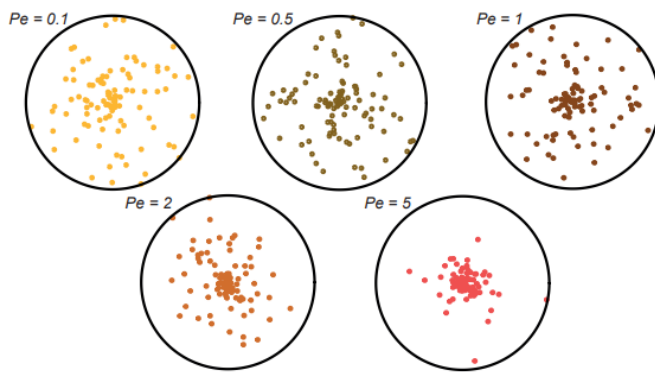 Pe = 0.1
Pe = 0.5
Pe = 1
Pe = 2
Pe = 5